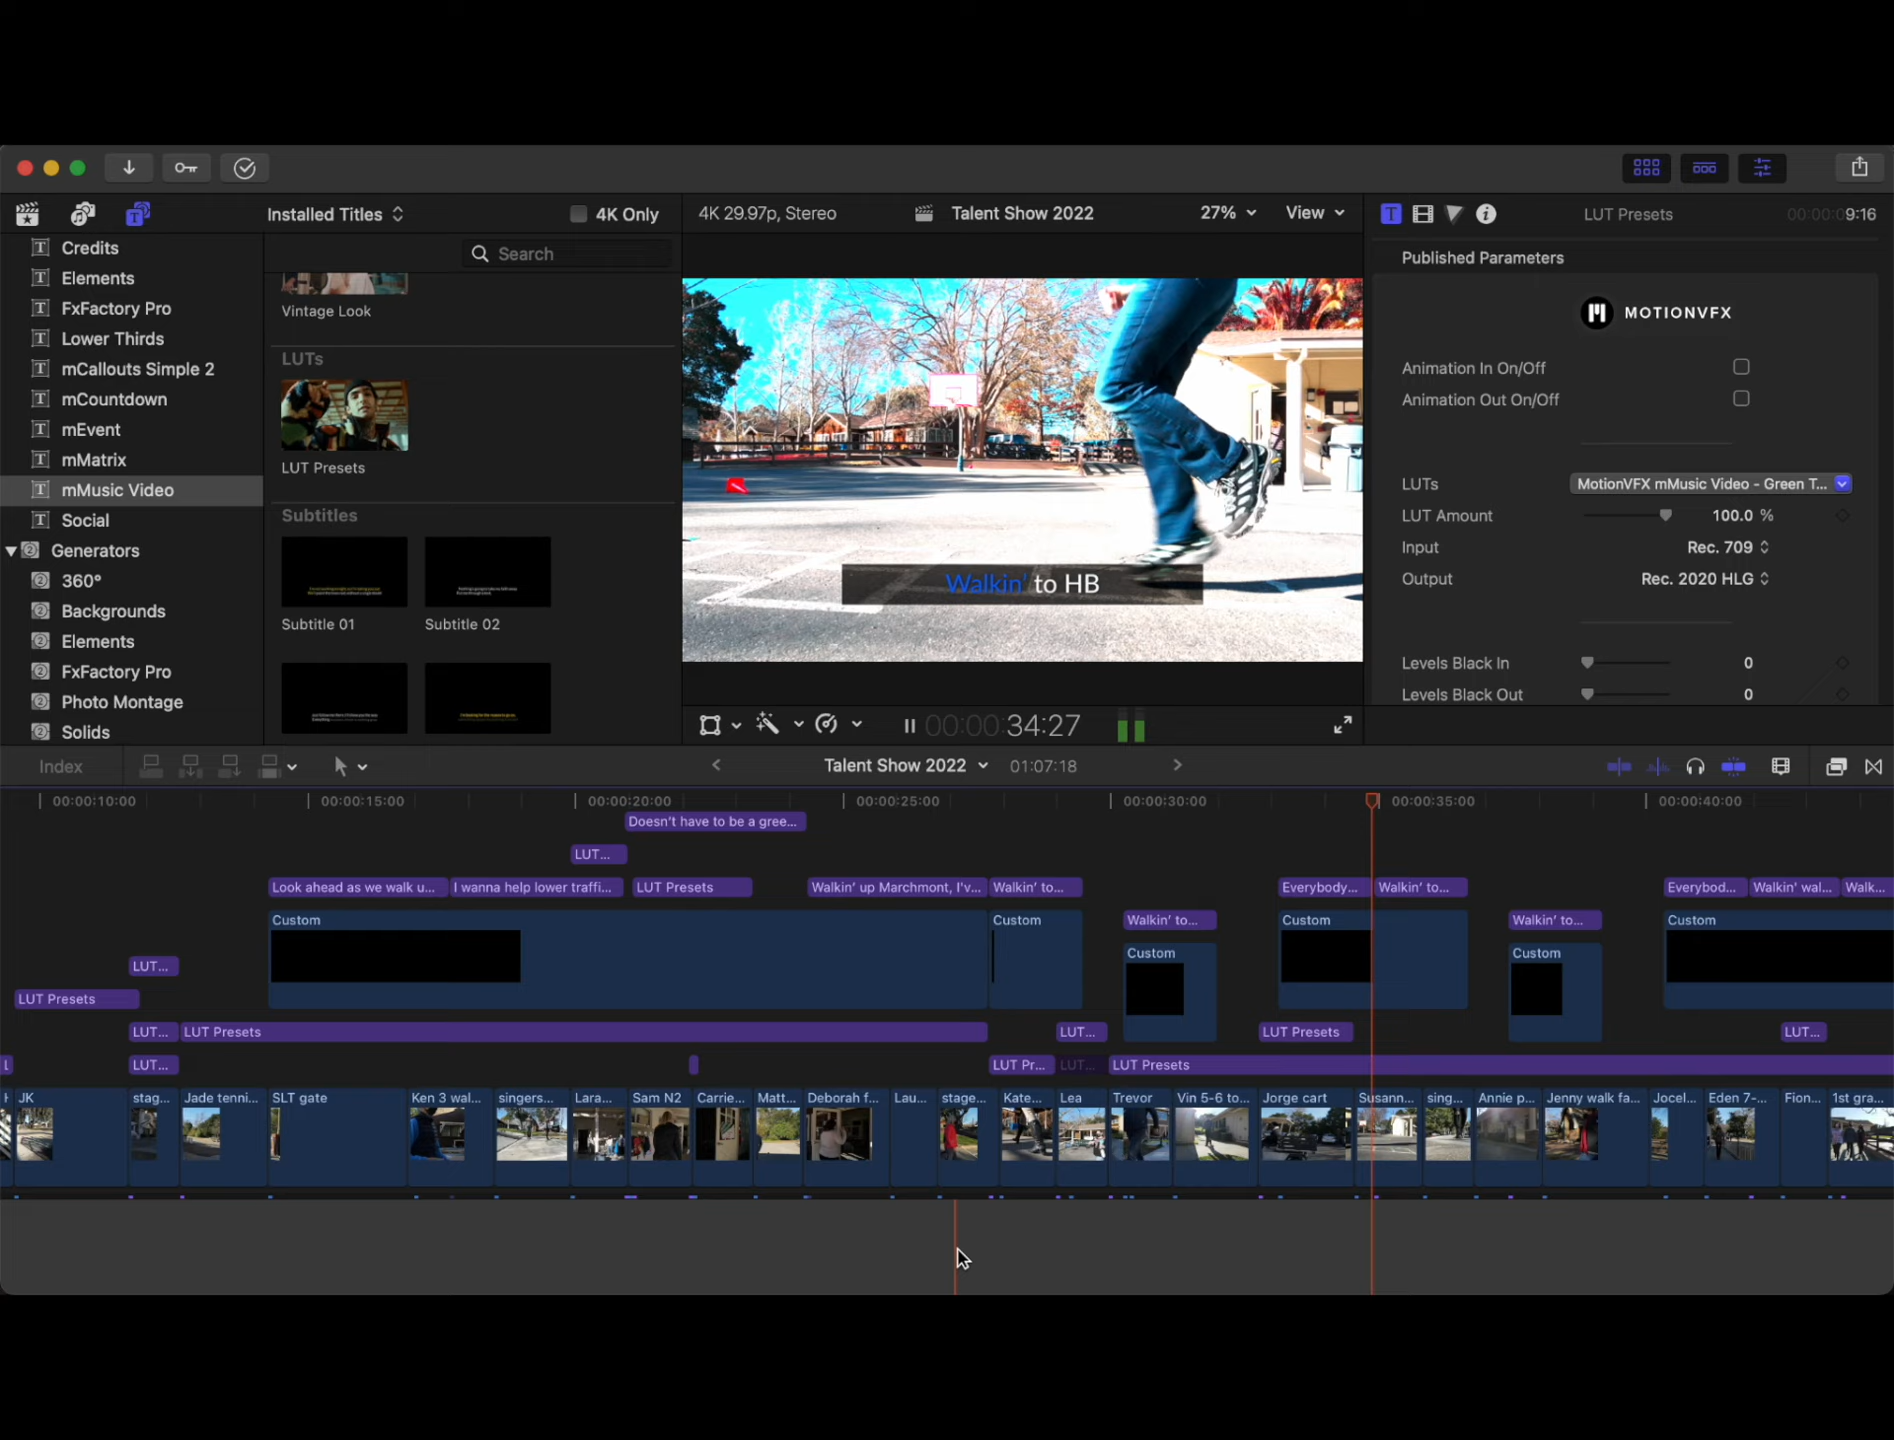 Installed Titles
4K Only
4K 29.97p, Stereo
Talent Show 2022
27%
View
LUT Presets
00:00:09:16
Credits
Elements
FxFactory Pro
Lower Thirds
mCallouts Simple 2
mCountdown
mEvent
mMatrix
mMusic Video
Social
Generators
360°
Backgrounds
Elements
FxFactory Pro
Photo Montage
Solids
Search
Vintage Look
LUTs
LUT Presets
Subtitles
Subtitle 01
Subtitle 02
Walkin' to HB
Published Parameters
MOTIONVFX
Animation In On/Off
Animation Out On/Off
LUTs
MotionVFX mMusic Video - Green T...
LUT Amount
100.0 %
Input
Rec. 709
Output
Rec. 2020 HLG
Levels Black In
0
Levels Black Out
0
00:00:34:27
Index
Talent Show 2022
01:07:18
00:00:10:00
00:00:15:00
00:00:20:00
00:00:25:00
00:00:30:00
00:00:35:00
00:00:40:00
Doesn't have to be a gree...
LUT...
Look ahead as we walk u...
I wanna help lower traffi...
LUT Presets
Walkin' up Marchmont, I'v...
Walkin' to...
Everybody...
Walkin' to...
Everybod...
Walkin' wal...
Walk...
Custom
Custom
Walkin' to...
Custom
Walkin' to...
Custom
Custom
Custom
LUT...
LUT Presets
LUT...
LUT Presets
LUT...
LUT Presets
LUT...
LUT...
LUT Pr...
LUT...
LUT Presets
JK
stag...
Jade tenni...
SLT gate
Ken 3 wal...
singers...
Lara...
Sam N2
Carrie...
Matt...
Deborah f...
Lau...
stage...
Kate...
Lea
Trevor
Vin 5-6 to...
Jorge cart
Susann...
sing...
Annie p...
Jenny walk fa...
Jocel...
Eden 7-...
Fion...
1st gra...